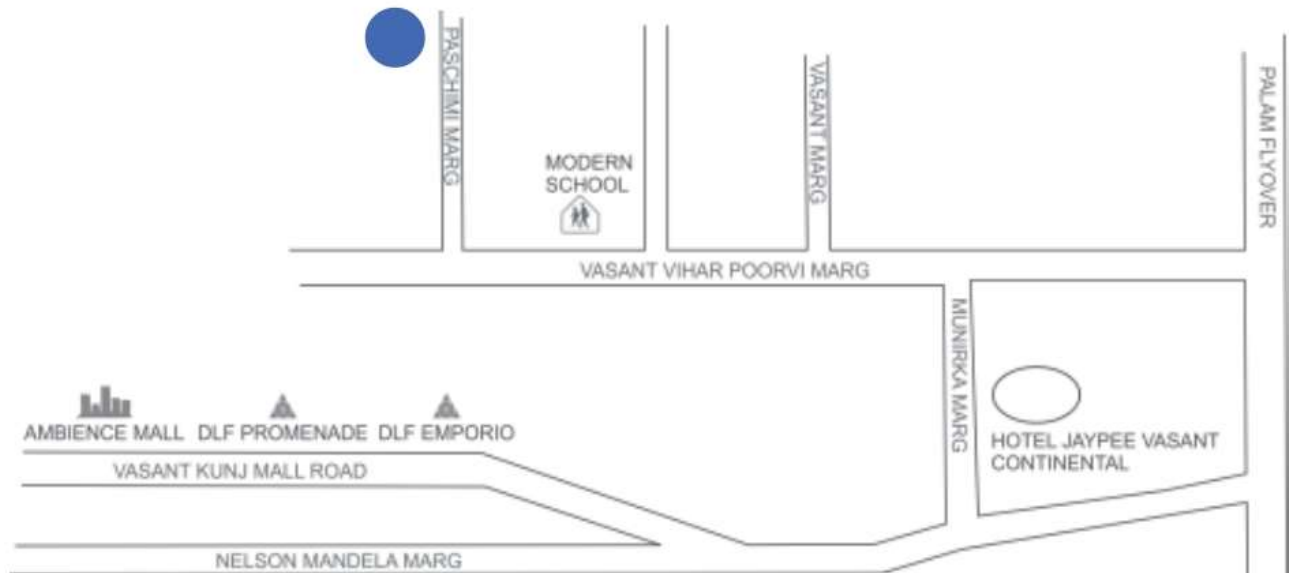 PASCHIMI MARG
VASANT MARG
PALAM FLYOVER
MODERN
SCHOOL
VASANT VIHAR POORVI MARG
MUNIRKA MARG
AMBIENCE MALL
DLF PROMENADE
DLF EMPORIO
HOTEL JAYPEE VASANT
CONTINENTAL
VASANT KUNJ MALL ROAD
NELSON MANDELA MARG